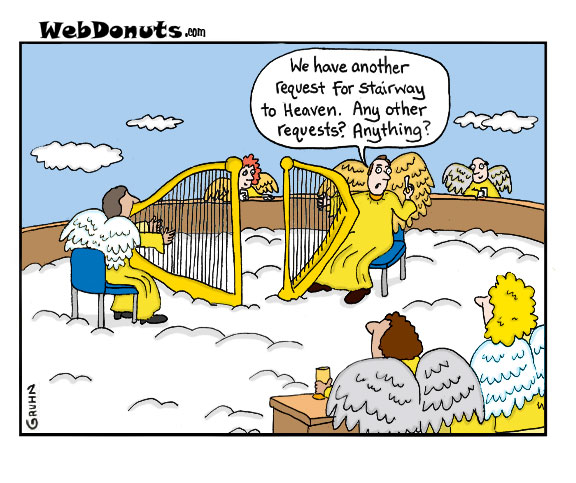 WebDonuts.com
We have another
request for Stairway
to Heaven. Any other
requests? Anything?
GRUHN